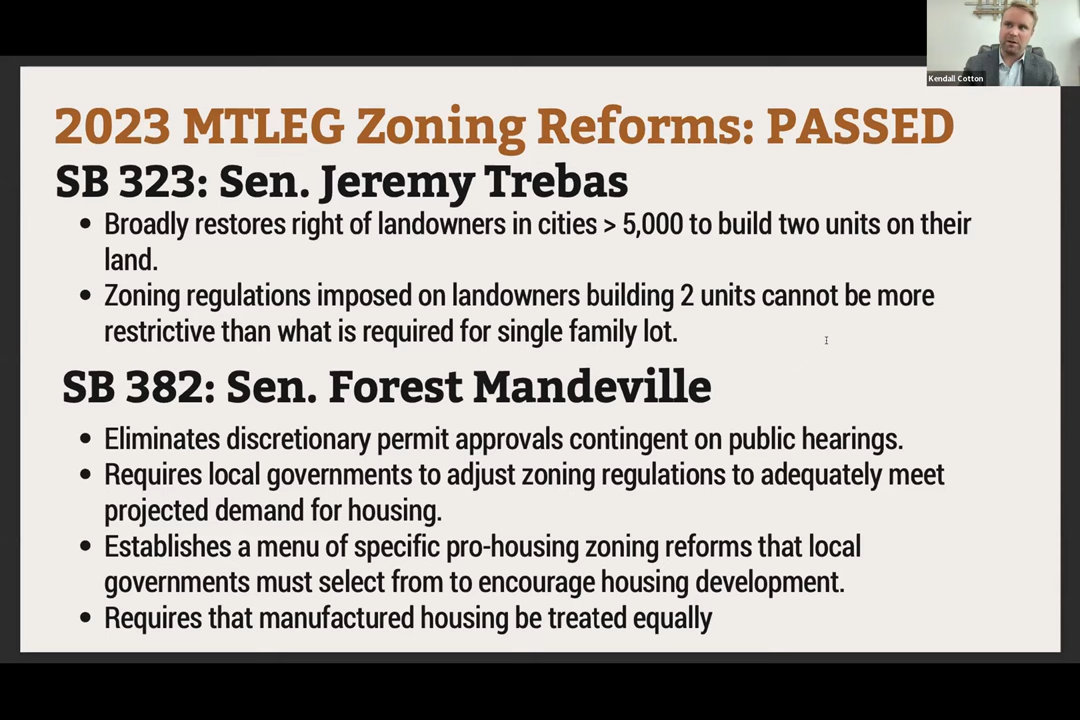 Kendall Cotton
2023 MTLEG Zoning Reforms: PASSED
SB 323: Sen. Jeremy Trebas
• Broadly restores right of landowners in cities > 5,000 to build two units on their
land.
• Zoning regulations imposed on landowners building 2 units cannot be more
restrictive than what is required for single family lot.
SB 382: Sen. Forest Mandeville
• Eliminates discretionary permit approvals contingent on public hearings.
• Requires local governments to adjust zoning regulations to adequately meet
projected demand for housing.
• Establishes a menu of specific pro-housing zoning reforms that local
governments must select from to encourage housing development.
• Requires that manufactured housing be treated equally